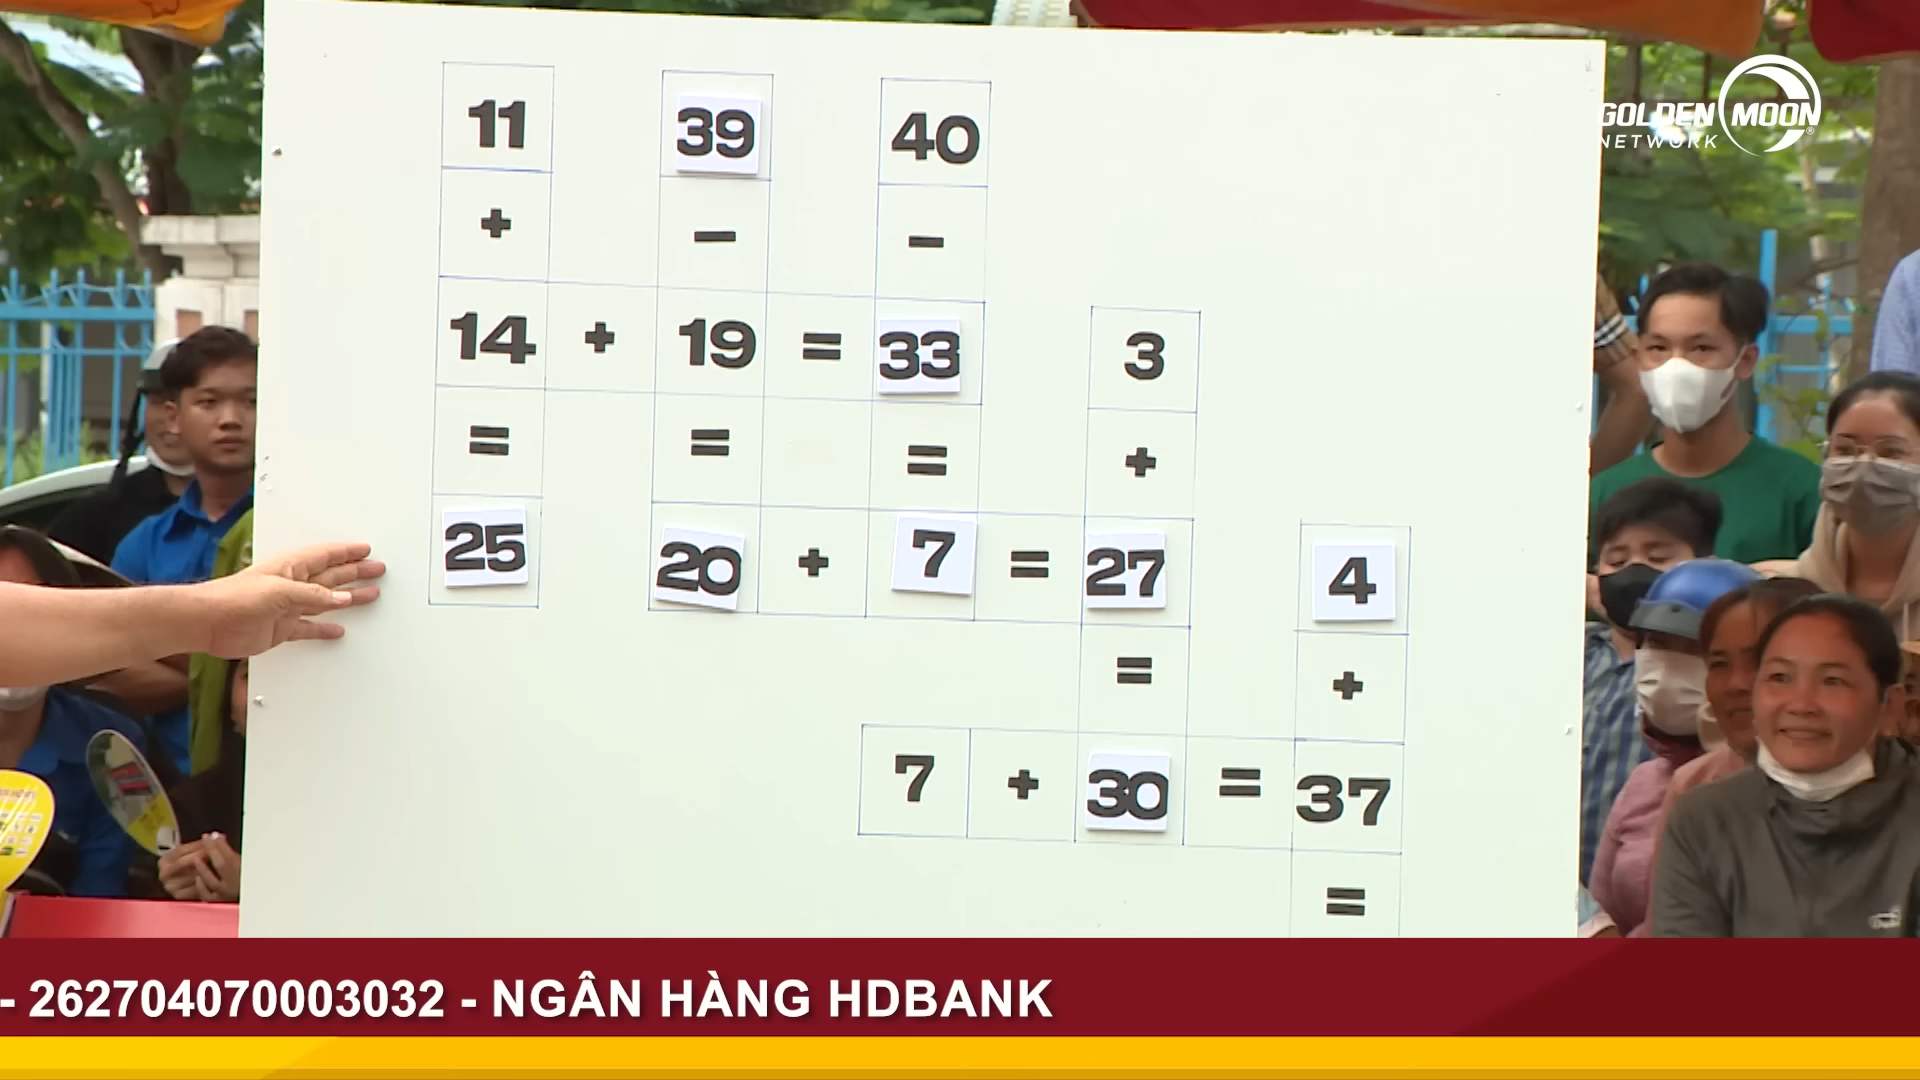 11 39 40
+ - -
14 + 19 = 33 3
= = = +
25 20 + 7 = 27 4
= +
7 + 30 = 37
=
GOLDEN MOON
NETWORK
- 262704070003032 - NGÂN HÀNG HDBANK